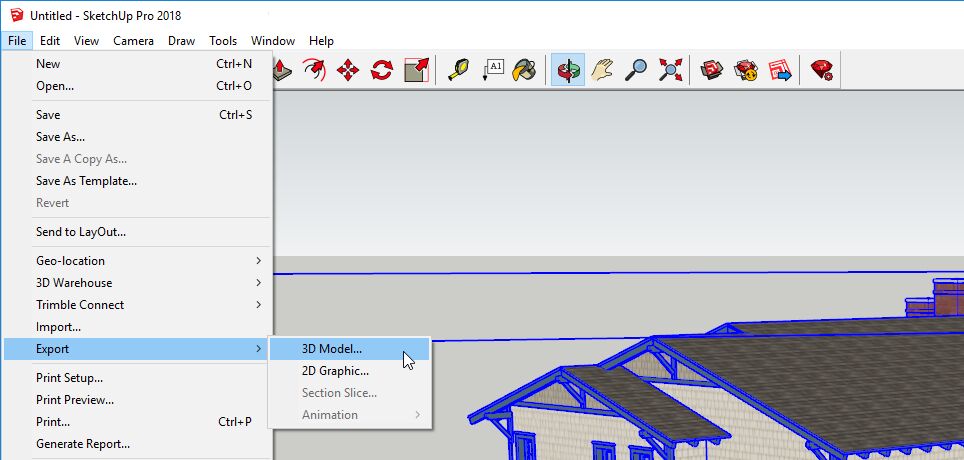 Untitled - SketchUp Pro 2018
File Edit View Camera Draw Tools Window Help
New Ctrl+N
Open... Ctrl+O
Save Ctrl+S
Save As...
Save A Copy As...
Save As Template...
Revert
Send to LayOut...
Geo-location
3D Warehouse
Trimble Connect
Import...
Export
3D Model...
2D Graphic...
Section Slice...
Animation
Print Setup...
Print Preview...
Print... Ctrl+P
Generate Report...
A1